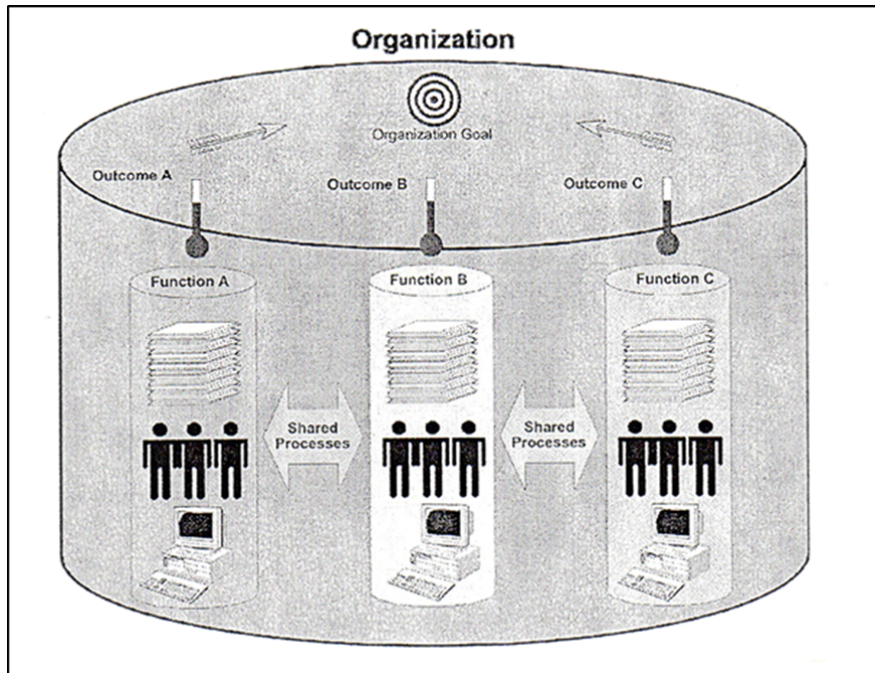 Organization
Organization Goal
Outcome A
Outcome B
Outcome C
Function A
Function B
Function C
Shared
Processes
Shared
Processes